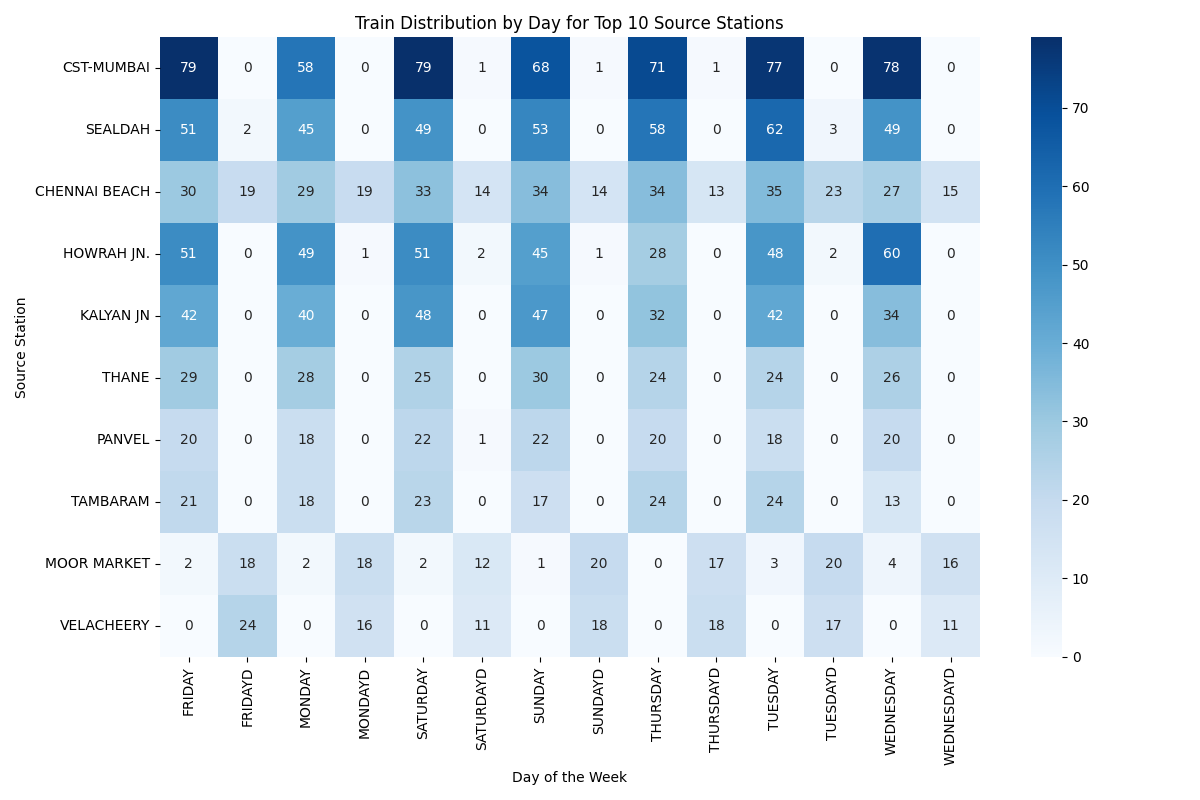 Train Distribution by Day for Top 10 Source Stations
Source Station
CST-MUMBAI 79 0 58 0 79 1 68 1 71 1 77 0 78 0
SEALDAH 51 2 45 0 49 0 53 0 58 0 62 3 49 0
CHENNAI BEACH 30 19 29 19 33 14 34 14 34 13 35 23 27 15
HOWRAH JN. 51 0 49 1 51 2 45 1 28 0 48 2 60 0
KALYAN JN 42 0 40 0 48 0 47 0 32 0 42 0 34 0
THANE 29 0 28 0 25 0 30 0 24 0 24 0 26 0
PANVEL 20 0 18 0 22 1 22 0 20 0 18 0 20 0
TAMBARAM 21 0 18 0 23 0 17 0 24 0 24 0 13 0
MOOR MARKET 2 18 2 18 2 12 1 20 0 17 3 20 4 16
VELACHEERY 0 24 0 16 0 11 0 18 0 18 0 17 0 11
FRIDAY FRIDAYD MONDAY MONDAYD SATURDAY SATURDAYD SUNDAY SUNDAYD THURSDAY THURSDAYD TUESDAY TUESDAYD WEDNESDAY WEDNESDAYD
Day of the Week
70
60
50
40
30
20
10
0